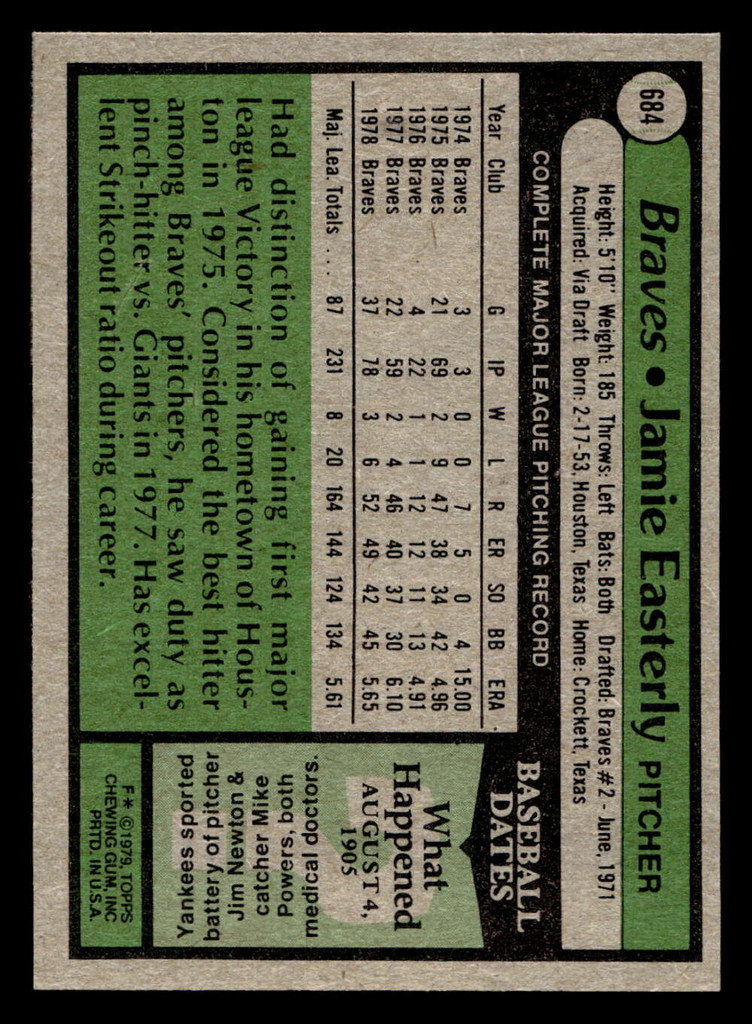 684
Braves • Jamie Easterly PITCHER
Height: 5'10" Weight: 185 Throws: Left Bats: Both Drafted: Braves #2 - June, 1971
Acquired: Via Draft Born: 2-17-53, Houston, Texas Home: Crockett, Texas
COMPLETE MAJOR LEAGUE PITCHING RECORD
Year Club G IP W L R ER SO BB ERA
1974 Braves 3 3 0 0 7 5 0 4 15.00
1975 Braves 21 69 2 9 47 38 34 42 4.96
1976 Braves 4 22 1 1 12 12 11 13 4.91
1977 Braves 22 59 2 4 46 40 37 30 6.10
1978 Braves 37 78 3 6 52 49 42 45 5.65
Maj. Lea. Totals .... 87 231 8 20 164 144 124 134 5.61
Had distinction of gaining first major
league Victory in his hometown of Hous-
ton in 1975. Considered the best hitter
among Braves' pitchers, he saw duty as
pinch-hitter vs. Giants in 1977. Has excel-
lent Strikeout ratio during career.
BASEBALL
DATES
What
Happened
AUGUST 4,
1905
Yankees sported
battery of pitcher
Jim Newton &
catcher Mike
Powers, both
medical doctors.
F* ©1979, TOPPS
CHEWING GUM, INC
PRTD. IN U.S.A.